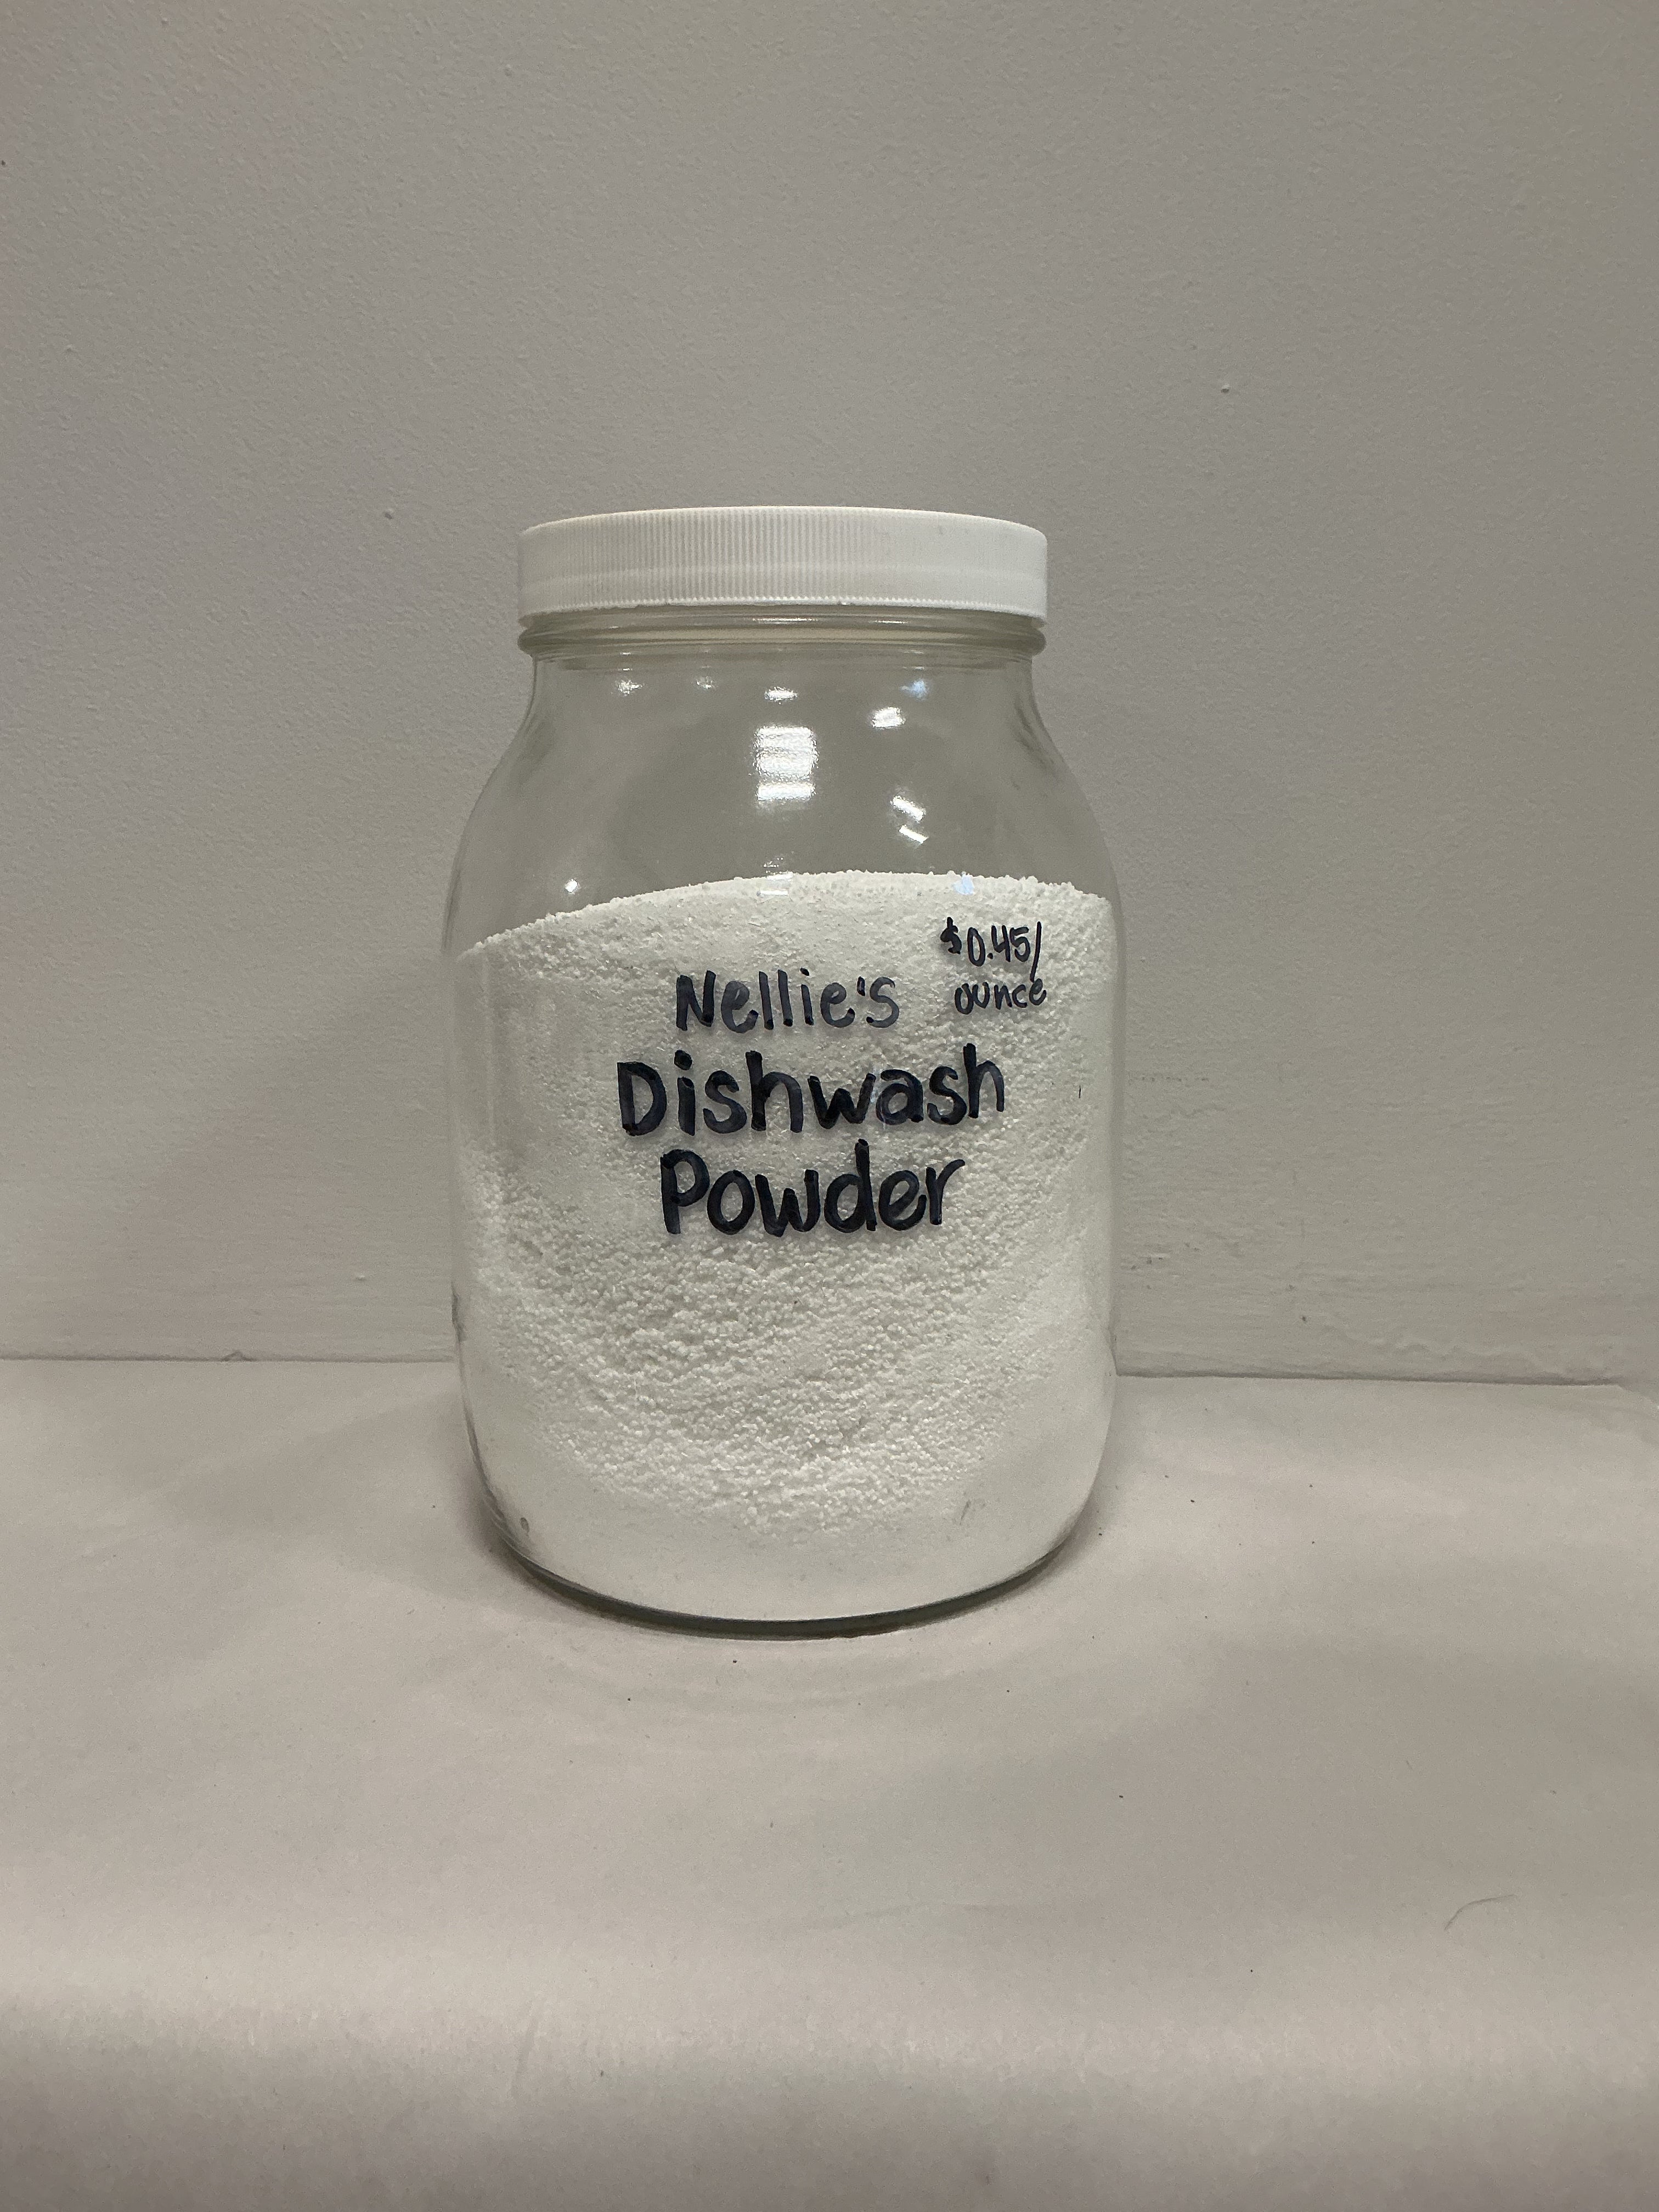 $0.45/
ounce
Nellie's
Dishwash
Powder